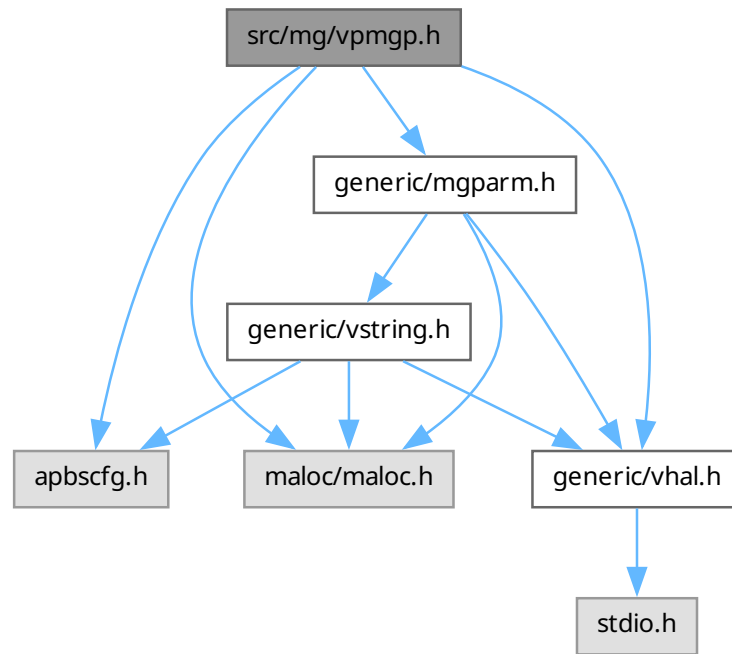 src/mg/vpmgp.h
generic/mgparm.h
generic/vstring.h
apbscfg.h
maloc/maloc.h
generic/vhal.h
stdio.h